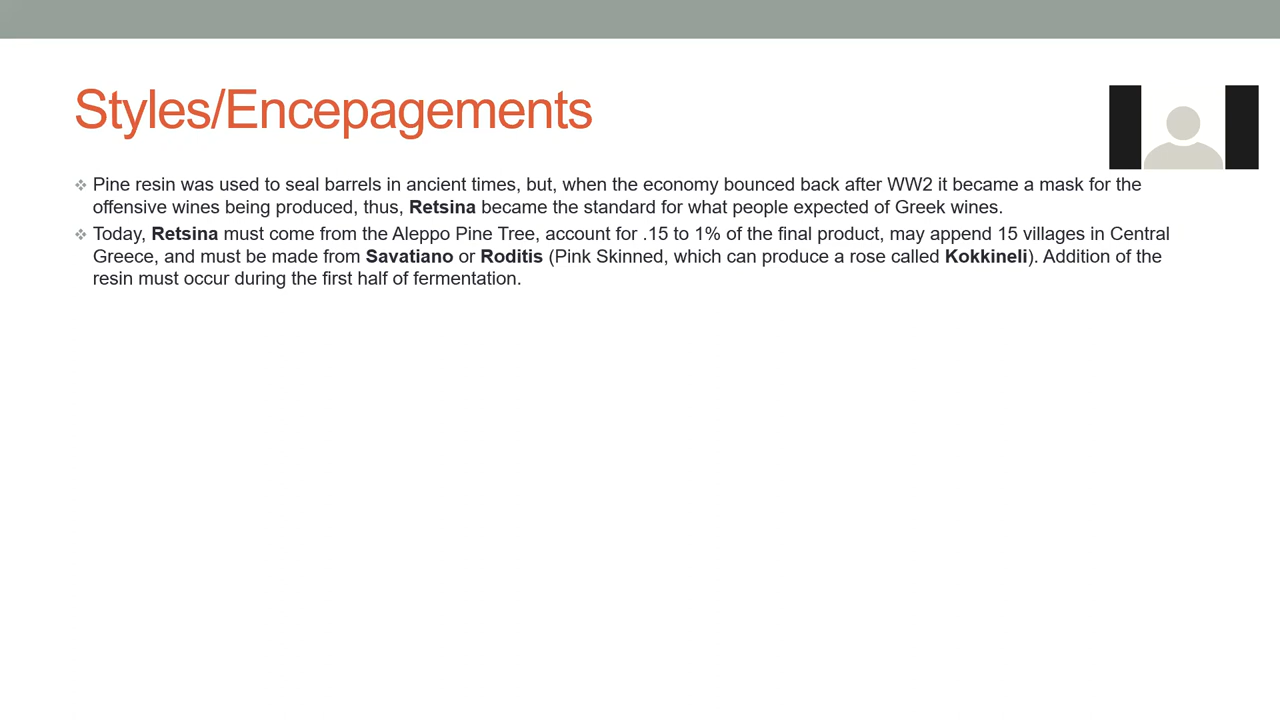 Styles/Encepagements
Pine resin was used to seal barrels in ancient times, but, when the economy bounced back after WW2 it became a mask for the
offensive wines being produced, thus, Retsina became the standard for what people expected of Greek wines.
Today, Retsina must come from the Aleppo Pine Tree, account for .15 to 1% of the final product, may append 15 villages in Central
Greece, and must be made from Savatiano or Roditis (Pink Skinned, which can produce a rose called Kokkineli). Addition of the
resin must occur during the first half of fermentation.